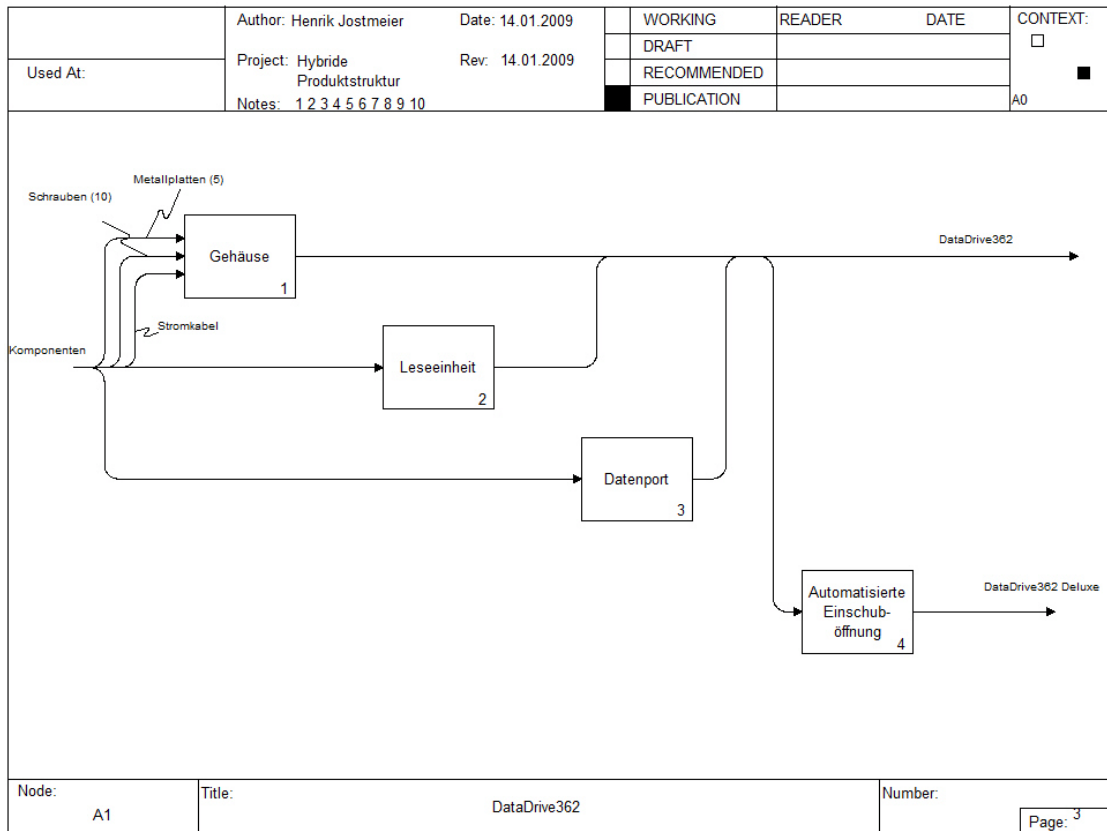 Used At:
Author: Henrik Jostmeier
Date: 14.01.2009
Project: Hybride
Produktstruktur
Rev: 14.01.2009
Notes: 1 2 3 4 5 6 7 8 9 10
WORKING
DRAFT
RECOMMENDED
PUBLICATION
READER
DATE
CONTEXT:
A0
Metallplatten (5)
Schrauben (10)
Gehäuse
1
DataDrive362
Stromkabel
Komponenten
Leseeinheit
2
Datenport
3
Automatisierte
Einschub-
öffnung
4
DataDrive362 Deluxe
Node:
A1
Title:
DataDrive362
Number:
Page: 3